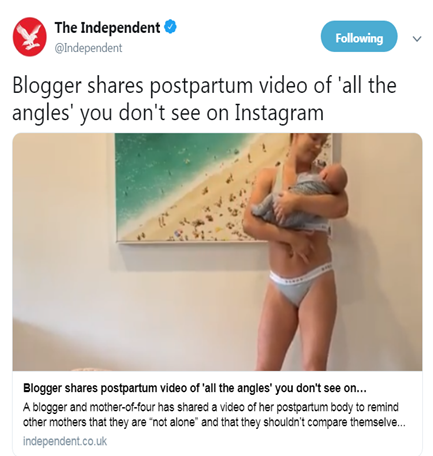 The Independent
@Independent
Following
Blogger shares postpartum video of 'all the
angles' you don't see on Instagram
Blogger shares postpartum video of 'all the angles' you don't see on...
A blogger and mother-of-four has shared a video of her postpartum body to remind
other mothers that they are “not alone” and that they shouldn't compare themselve...
independent.co.uk